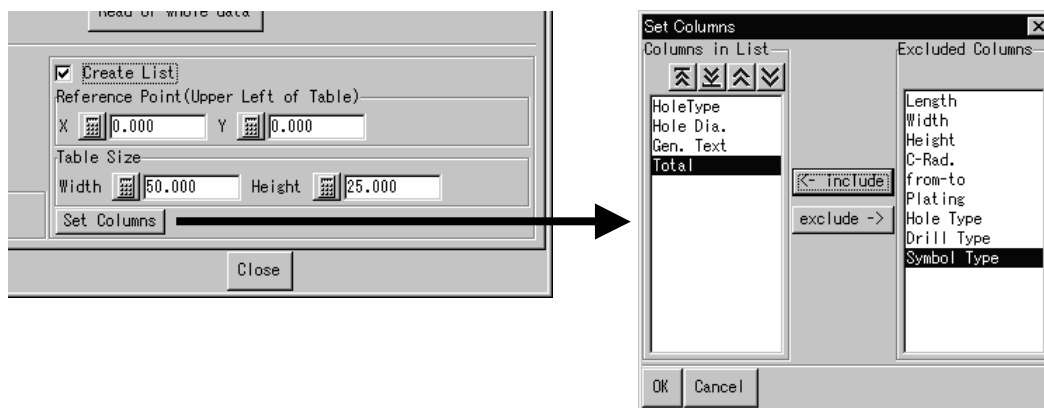 Read of whole data
Create List
Reference Point(Upper Left of Table)
X 0.000 Y 0.000
Table Size
Width 50.000 Height 25.000
Set Columns
Close
Set Columns
Columns in List
HoleType
Hole Dia.
Gen. Text
Total
<- include
exclude ->
Excluded Columns
Length
Width
Height
C-Rad.
from-to
Plating
Hole Type
Drill Type
Symbol Type
OK Cancel